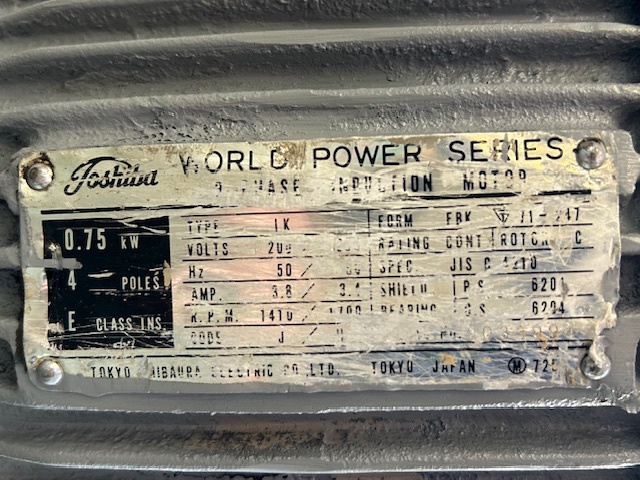 Toshiba WORLD POWER SERIES
INDUCTION MOTOR
0.75 KW
4 POLES
E CLASS INS.
TYPE IK FORM FBK
VOLTS 200 RATING CONT ROTOR C
Hz 50 / SPEC. JIS C 4210
AMP. 3.8 / 3.4 SHIELD P.S 6201
R.P.M. 1410 / 1700 BEARING O.S 6204
CODE J /
TOKYO SHIBAURA ELECTRIC CO., LTD. TOKYO JAPAN